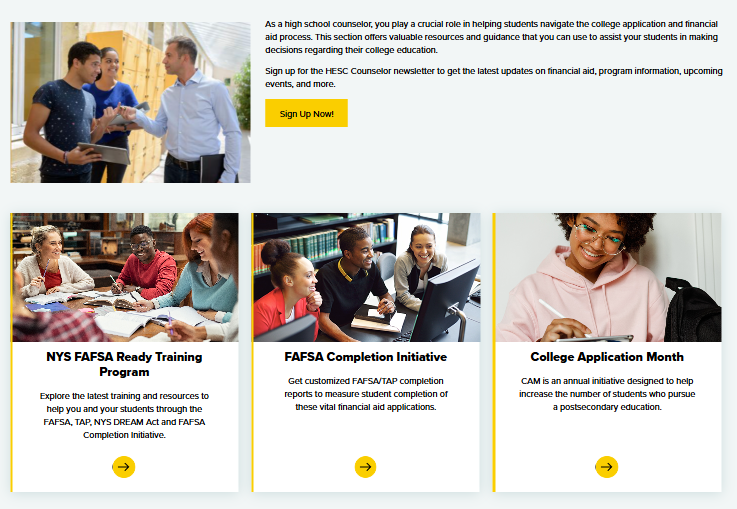 As a high school counselor, you play a crucial role in helping students navigate the college application and financial
aid process. This section offers valuable resources and guidance that you can use to assist your students in making
decisions regarding their college education.
Sign up for the HESC Counselor newsletter to get the latest updates on financial aid, program information, upcoming
events, and more.
Sign Up Now!
NYS FAFSA Ready Training
Program
Explore the latest training and resources to
help you and your students through the
FAFSA, TAP, NYS DREAM Act and FAFSA
Completion Initiative.
FAFSA Completion Initiative
Get customized FAFSA/TAP completion
reports to measure student completion of
these vital financial aid applications.
College Application Month
CAM is an annual initiative designed to help
increase the number of students who pursue
a postsecondary education.